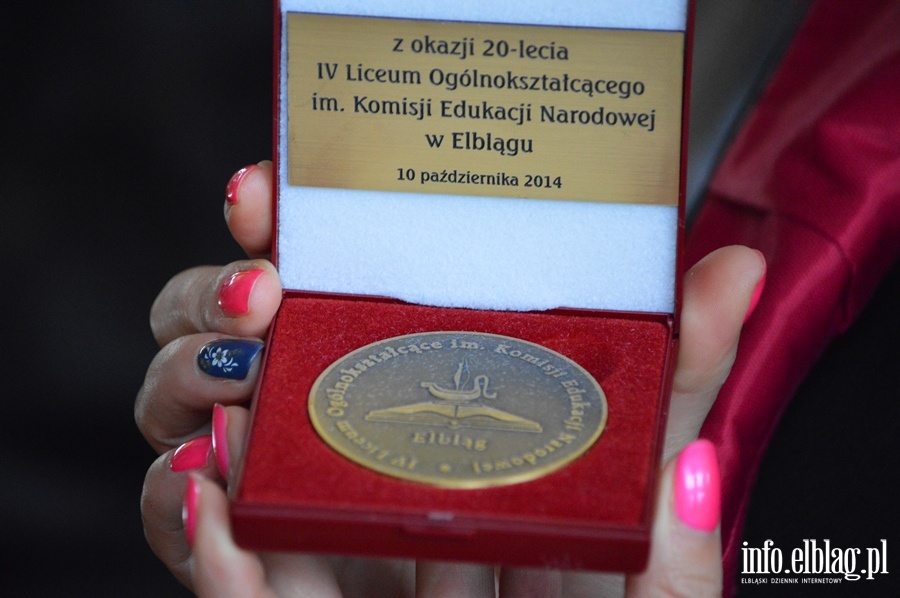 z okazji 20-lecia
IV Liceum Ogólnokształcącego
im. Komisji Edukacji Narodowej
w Elblągu
10 października 2014
IV Liceum Ogólnokształcące im. Komisji Edukacji Narodowej
Elbląg
info.elblag.pl
ELBLĄSKI DZIENNIK INTERNETOWY